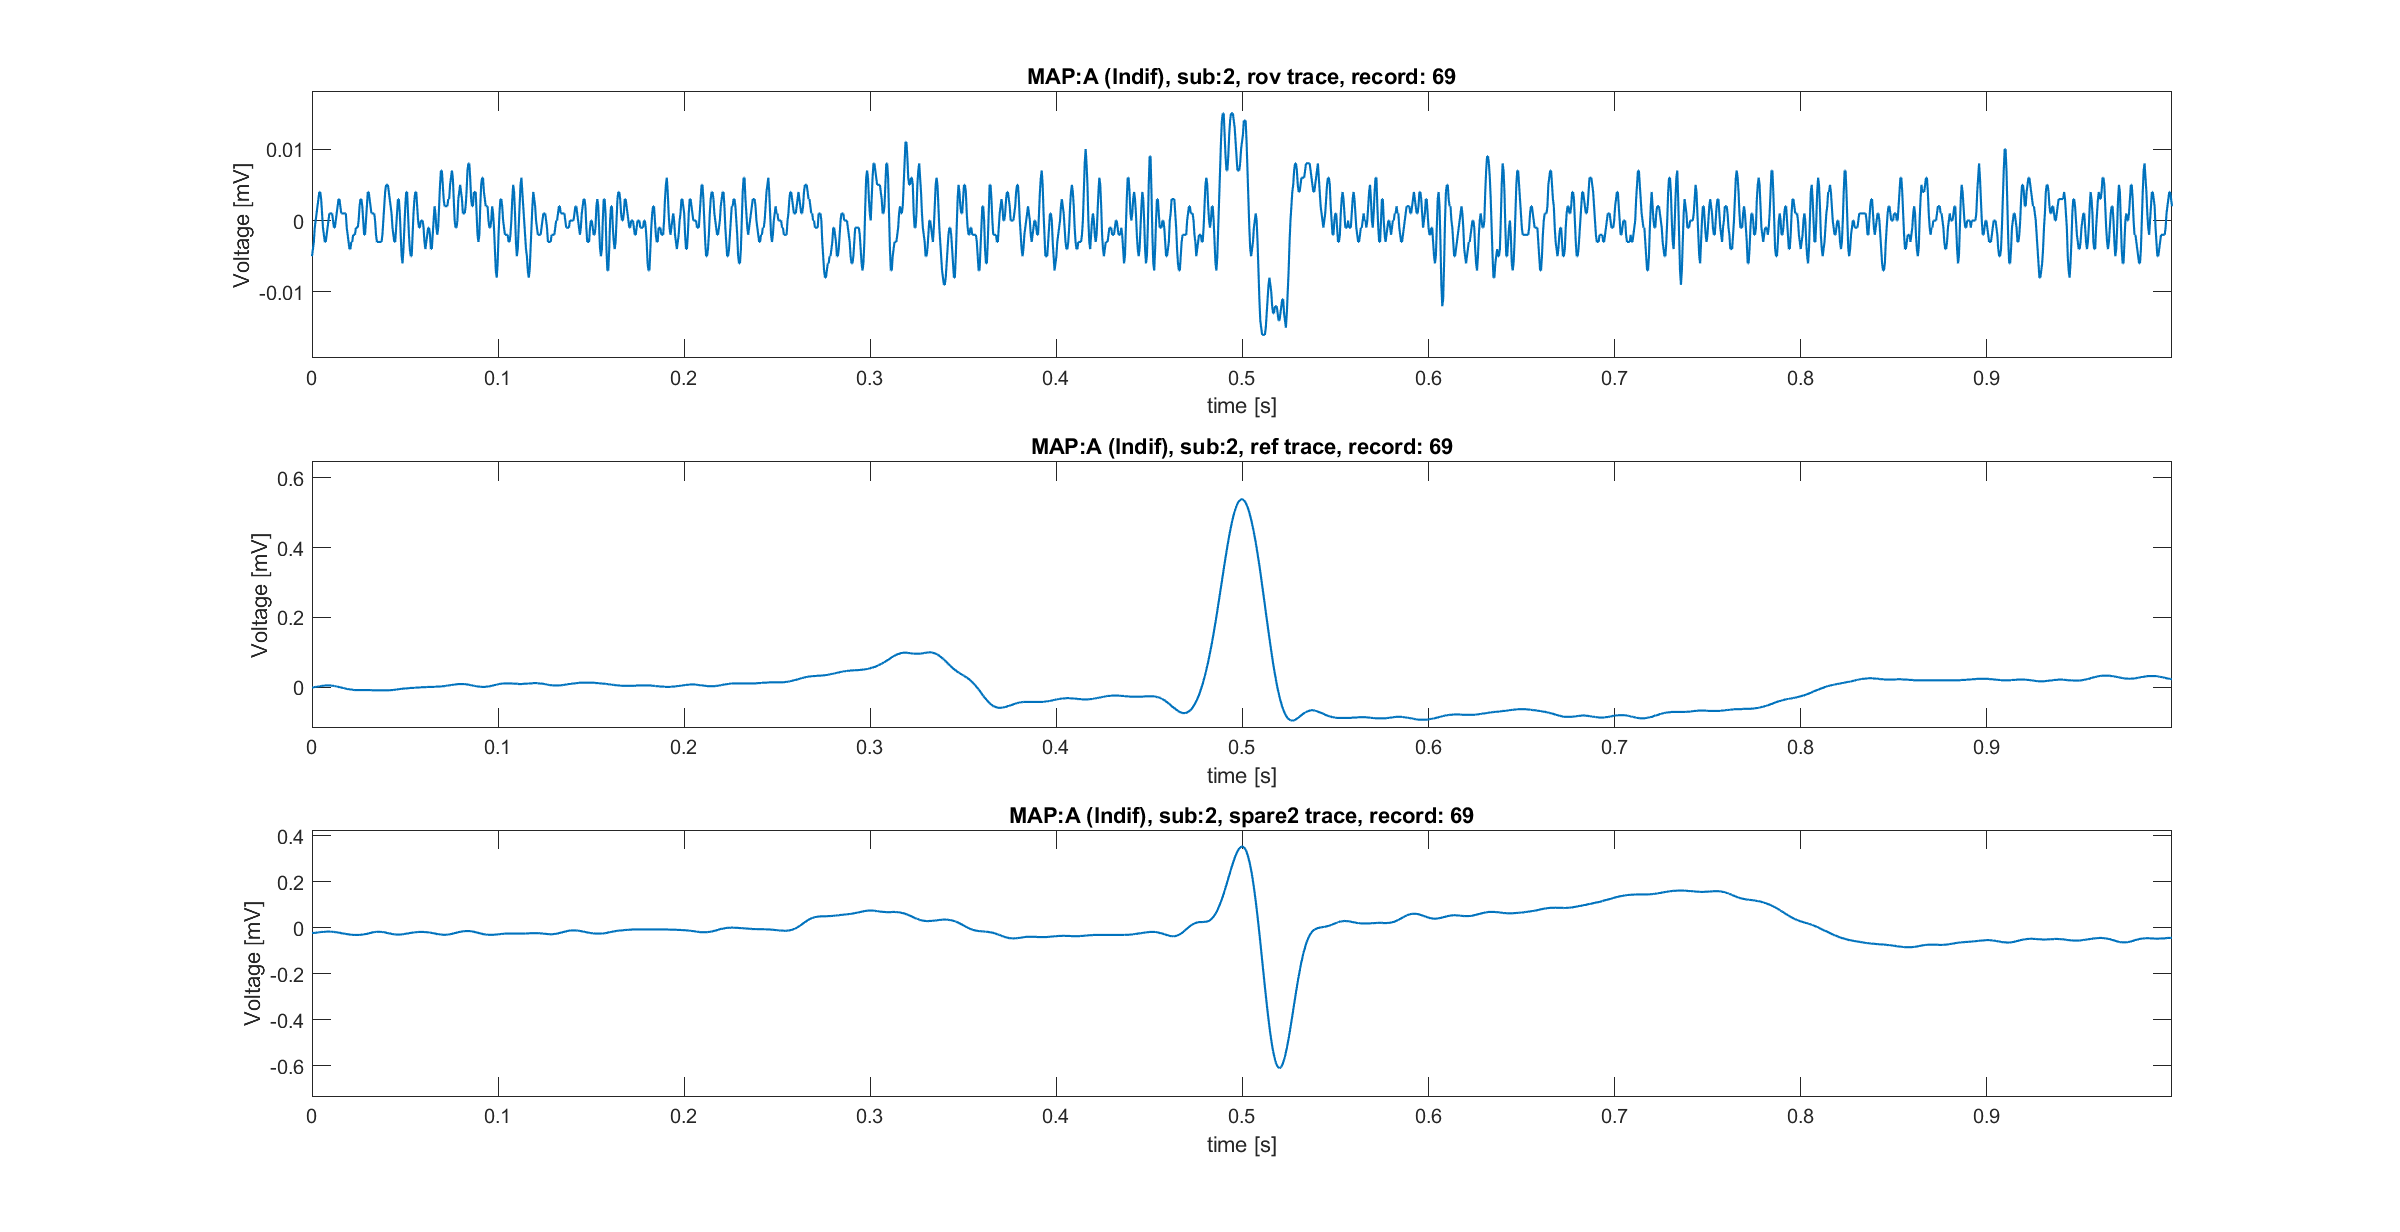 MAP:A (Indif), sub:2, rov trace, record: 69
Voltage [mV]
0.01
0
-0.01
0 0.1 0.2 0.3 0.4 0.5 0.6 0.7 0.8 0.9
time [s]
MAP:A (Indif), sub:2, ref trace, record: 69
Voltage [mV]
0.6
0.4
0.2
0
0 0.1 0.2 0.3 0.4 0.5 0.6 0.7 0.8 0.9
time [s]
MAP:A (Indif), sub:2, spare2 trace, record: 69
Voltage [mV]
0.4
0.2
0
-0.2
-0.4
-0.6
0 0.1 0.2 0.3 0.4 0.5 0.6 0.7 0.8 0.9
time [s]